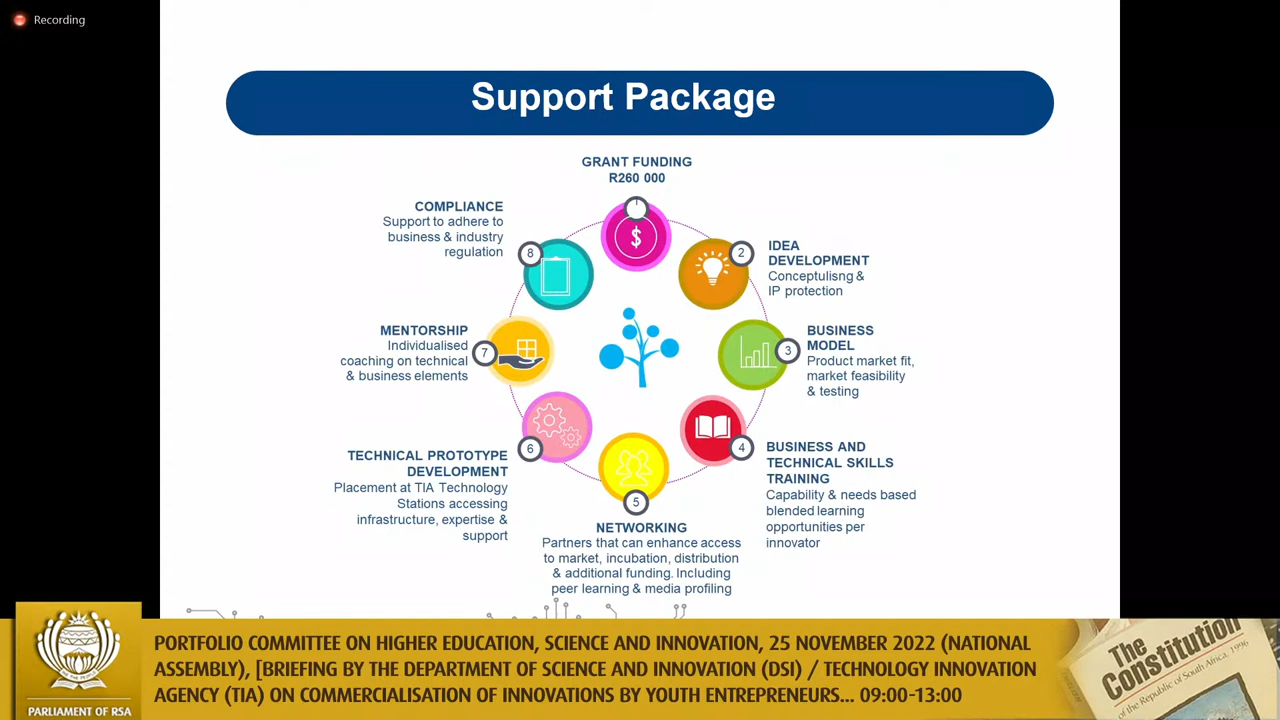 Recording
Support Package
GRANT FUNDING
R260 000
1
$
2
IDEA
DEVELOPMENT
Conceptulisng &
IP protection
3
BUSINESS
MODEL
Product market fit,
market feasibility
& testing
4
BUSINESS AND
TECHNICAL SKILLS
TRAINING
Capability & needs based
blended learning
opportunities per
innovator
5
NETWORKING
Partners that can enhance access
to market, incubation, distribution
& additional funding. Including
peer learning & media profiling
6
TECHNICAL PROTOTYPE
DEVELOPMENT
Placement at TIA Technology
Stations accessing
infrastructure, expertise &
support
7
MENTORSHIP
Individualised
coaching on technical
& business elements
8
COMPLIANCE
Support to adhere to
business & industry
regulation
PARLIAMENT OF RSA
PORTFOLIO COMMITTEE ON HIGHER EDUCATION, SCIENCE AND INNOVATION, 25 NOVEMBER 2022 (NATIONAL
ASSEMBLY), [BRIEFING BY THE DEPARTMENT OF SCIENCE AND INNOVATION (DSI) / TECHNOLOGY INNOVATION
AGENCY (TIA) ON COMMERCIALISATION OF INNOVATIONS BY YOUTH ENTREPRENEURS... 09:00-13:00
The
Constitution
of the Republic of South Africa, 1996